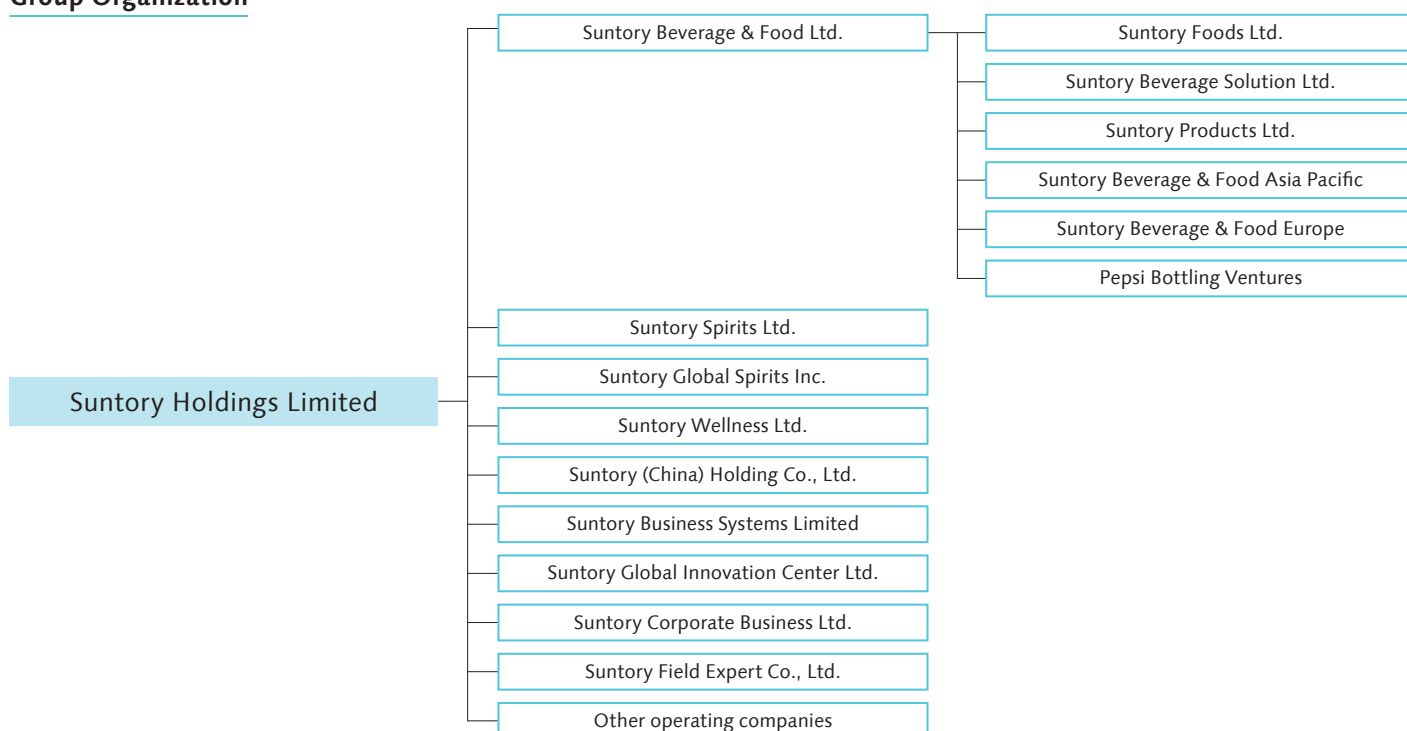 Group Organization
Suntory Beverage & Food Ltd.
Suntory Foods Ltd.
Suntory Beverage Solution Ltd.
Suntory Products Ltd.
Suntory Beverage & Food Asia Pacific
Suntory Beverage & Food Europe
Pepsi Bottling Ventures
Suntory Holdings Limited
Suntory Spirits Ltd.
Suntory Global Spirits Inc.
Suntory Wellness Ltd.
Suntory (China) Holding Co., Ltd.
Suntory Business Systems Limited
Suntory Global Innovation Center Ltd.
Suntory Corporate Business Ltd.
Suntory Field Expert Co., Ltd.
Other operating companies